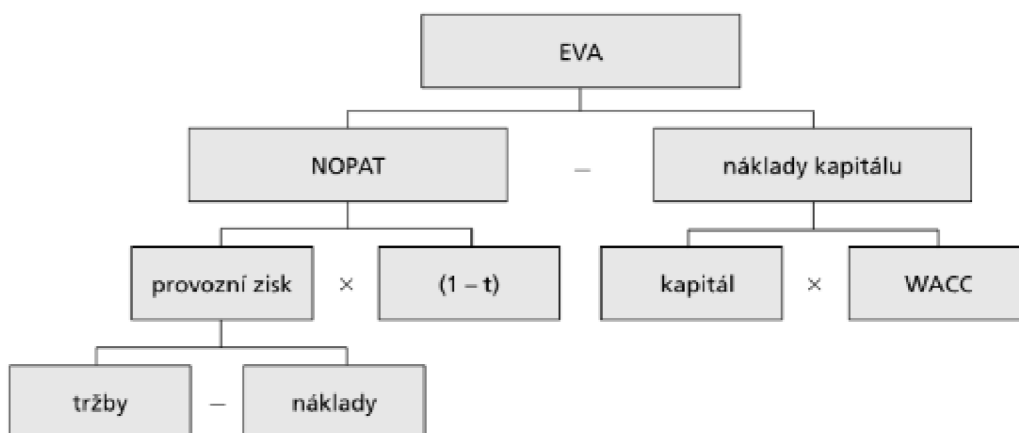 EVA
NOPAT – náklady kapitálu
provozní zisk × (1 – t) kapitál × WACC
tržby – náklady